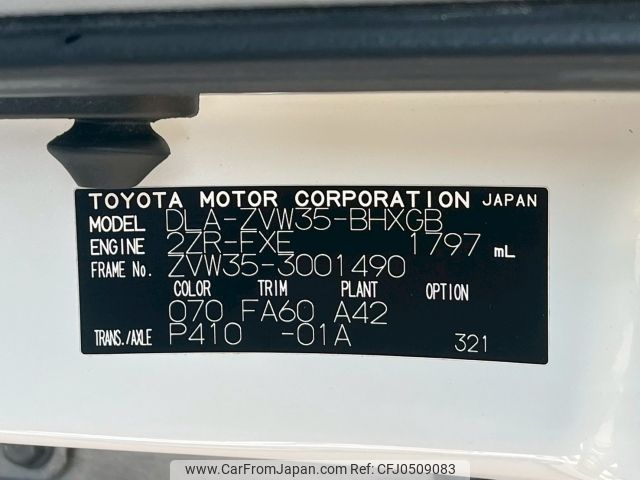 TOYOTA MOTOR CORPORATION JAPAN
MODEL DLA-ZVW35-BHXGB
ENGINE 2ZR-FXE 1797 mL
FRAME No. ZVW35-3001490
COLOR TRIM PLANT OPTION
070 FA60 A42
TRANS./AXLE P410 -01A 321
www.CarFromJapan.com | (REF:CFJ09509083)